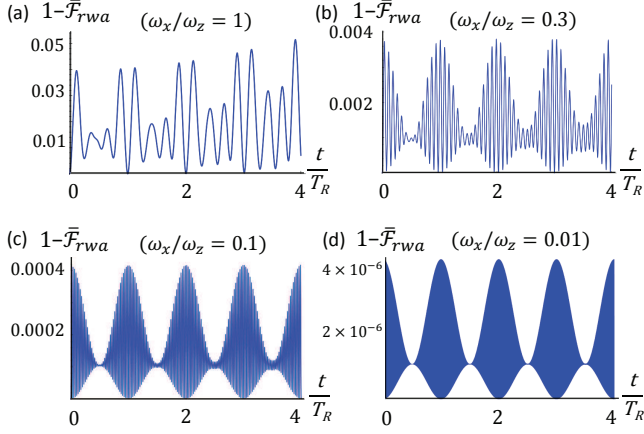 (a) 1–F̄rwa (ωx/ωz = 1)
0.05
0.03
0.01
0 2 4 t/TR
(b) 1–F̄rwa (ωx/ωz = 0.3)
0.004
0.002
0 2 4 t/TR
(c) 1–F̄rwa (ωx/ωz = 0.1)
0.0004
0.0002
0 2 4 t/TR
(d) 1–F̄rwa (ωx/ωz = 0.01)
4 × 10⁻⁶
2 × 10⁻⁶
0 2 4 t/TR